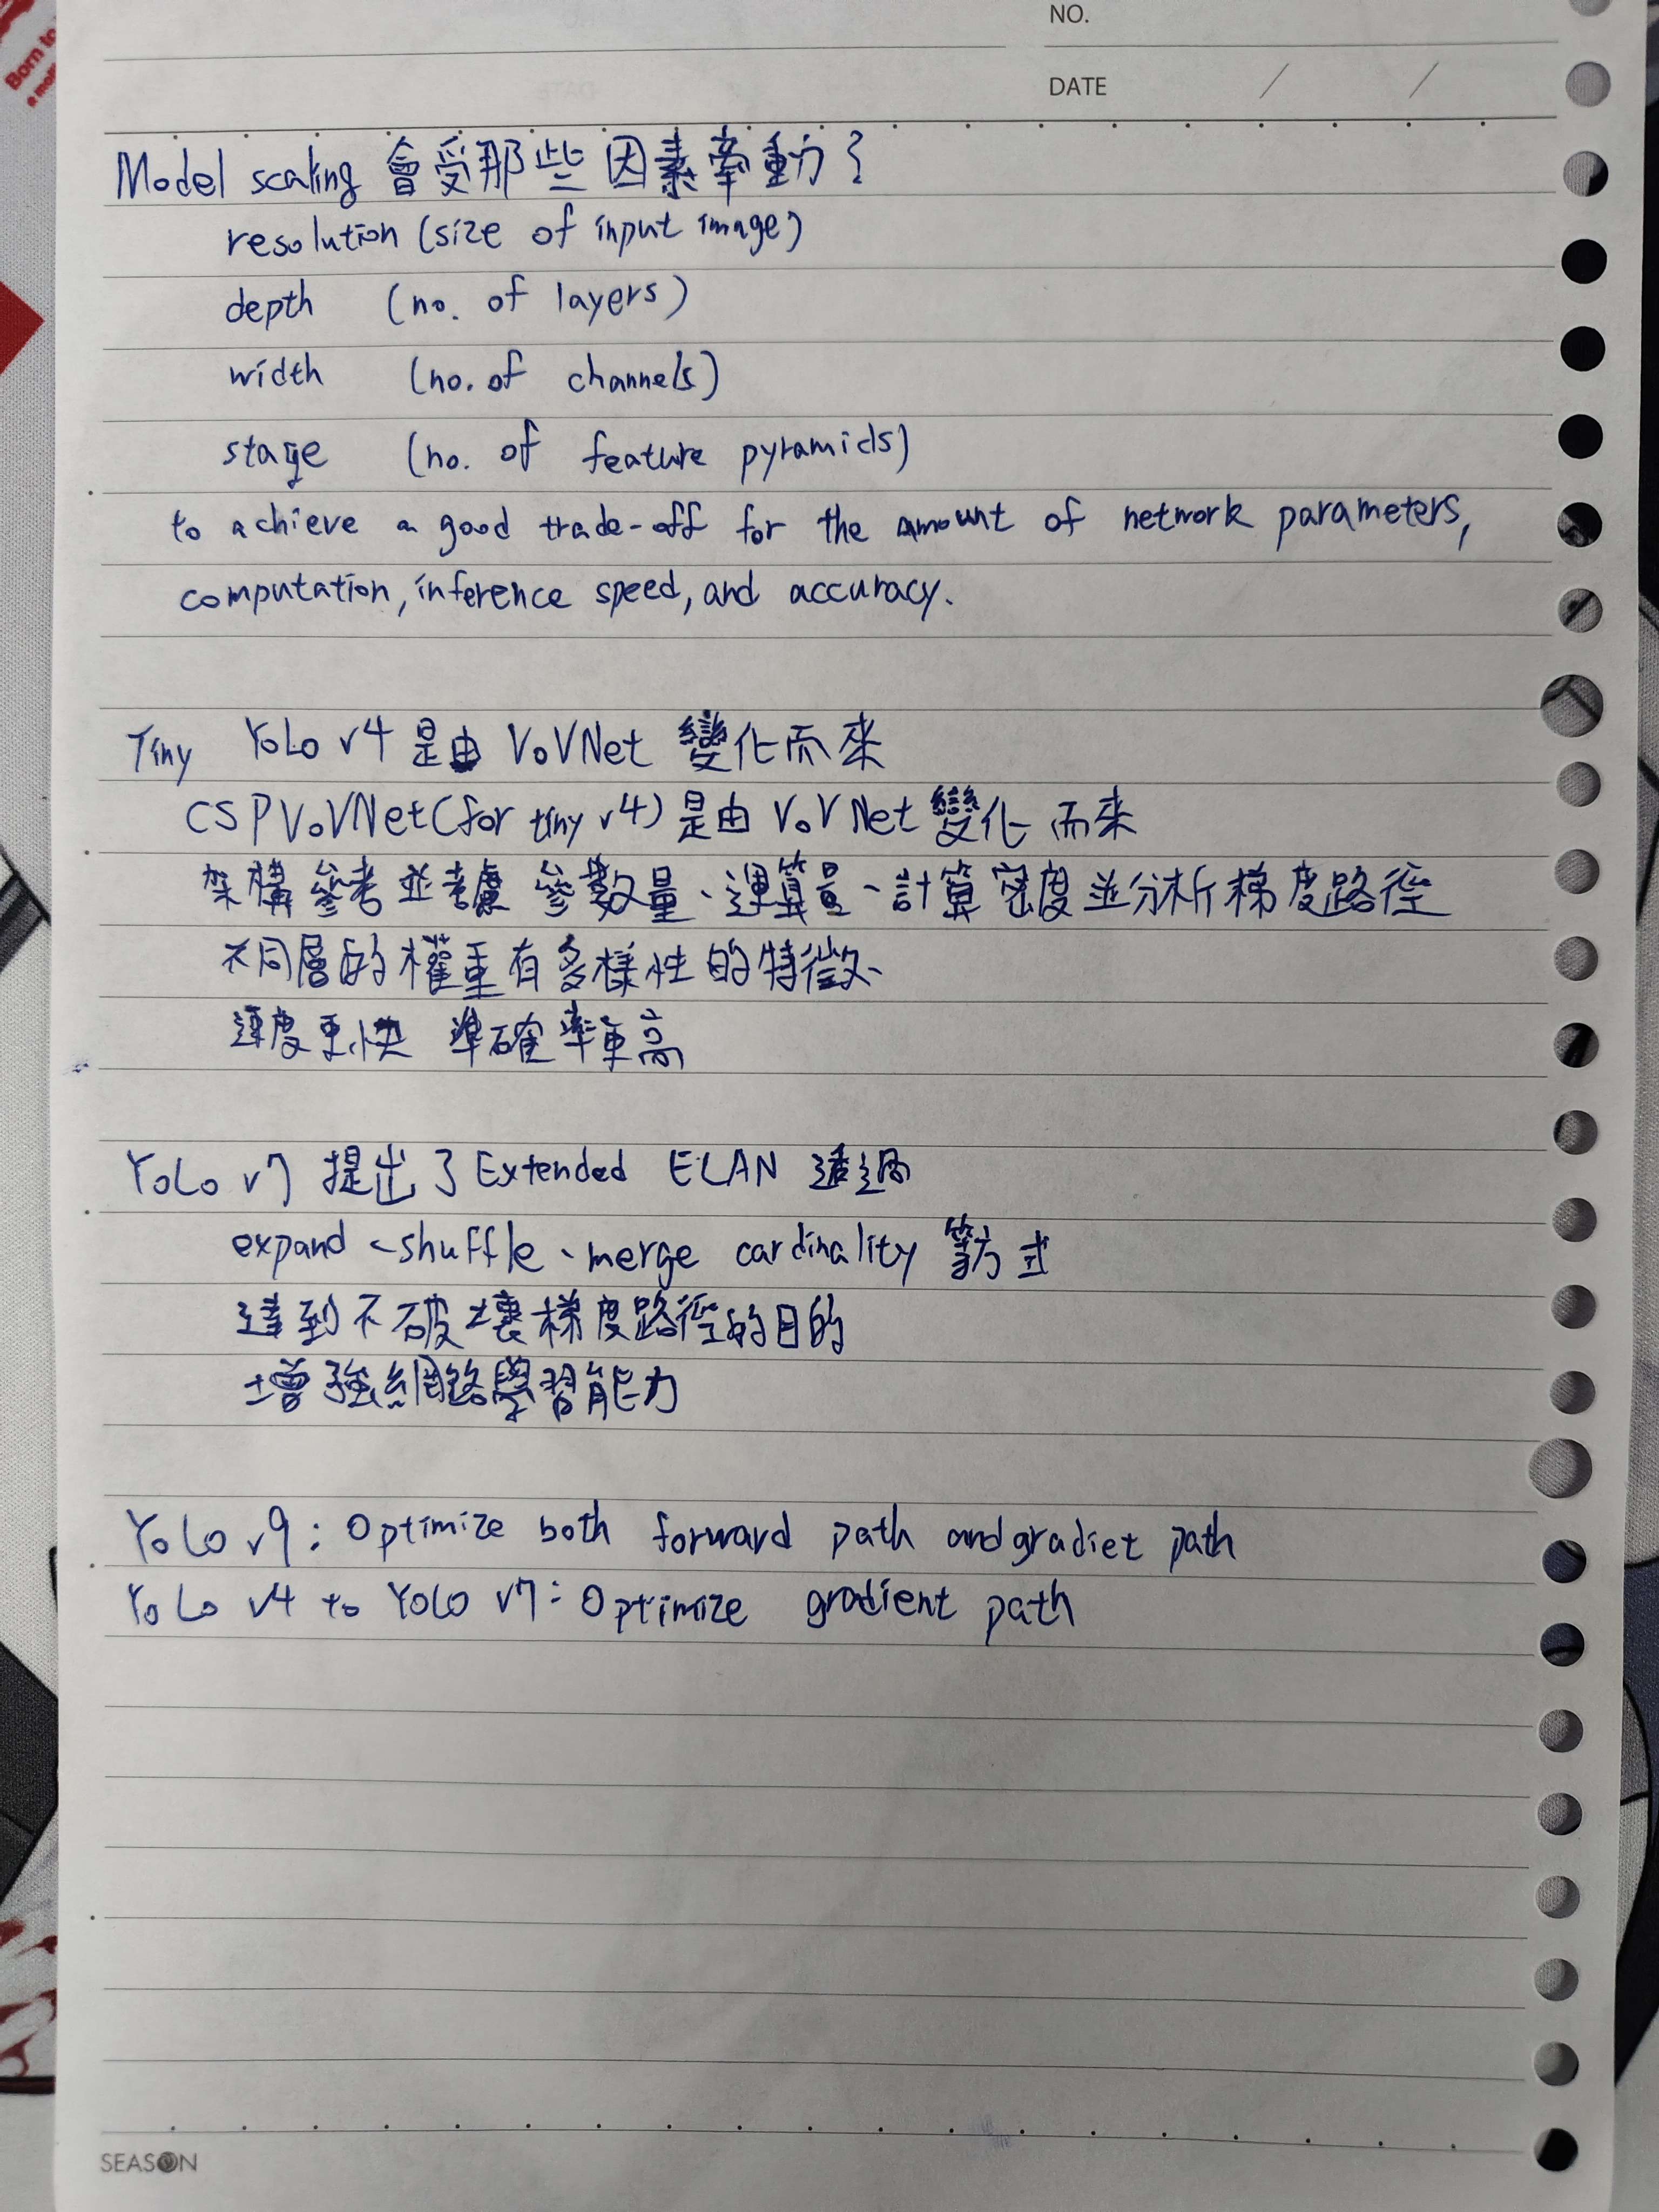 NO.
DATE / /
Model scaling 會受那些因素牽動?
resolution (size of input image)
depth (no. of layers)
width (no. of channels)
stage (no. of feature pyramids)
to achieve a good trade-off for the amount of network parameters,
computation, inference speed, and accuracy.
Tiny YoLo v4 是由 VoVNet 變化而來
CSPVoVNet(for tiny v4) 是由 VoVNet 變化而來
架構參考並考慮 參數量、運算量、計算密度並分析梯度路徑
不同層的權重有多樣性的特徵、
速度更快 準確率更高
YoLo v7 提出了 Extended ELAN 透過
expand、shuffle、merge cardinality 等方式
達到不破壞梯度路徑的目的
增強網路學習能力
YoLo v9: Optimize both forward path and gradiet path
YoLo v4 to YoLo v7: Optimize gradient path
SEASON
Born to